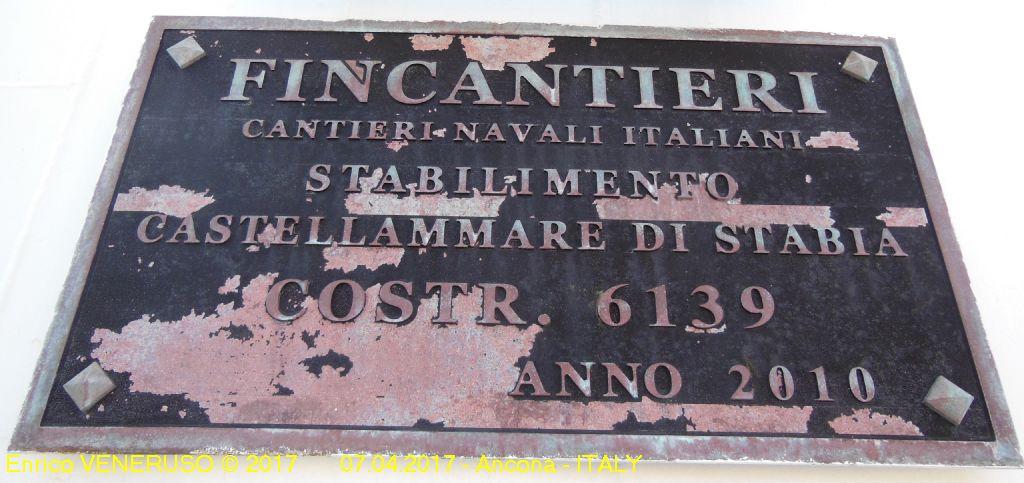 FINCANTIERI
CANTIERI NAVALI ITALIANI
STABILIMENTO
CASTELLAMMARE DI STABIA
COSTR. 6139
ANNO 2010
Enrico VENERUSO © 2017 07.04.2017 - Ancona - ITALY